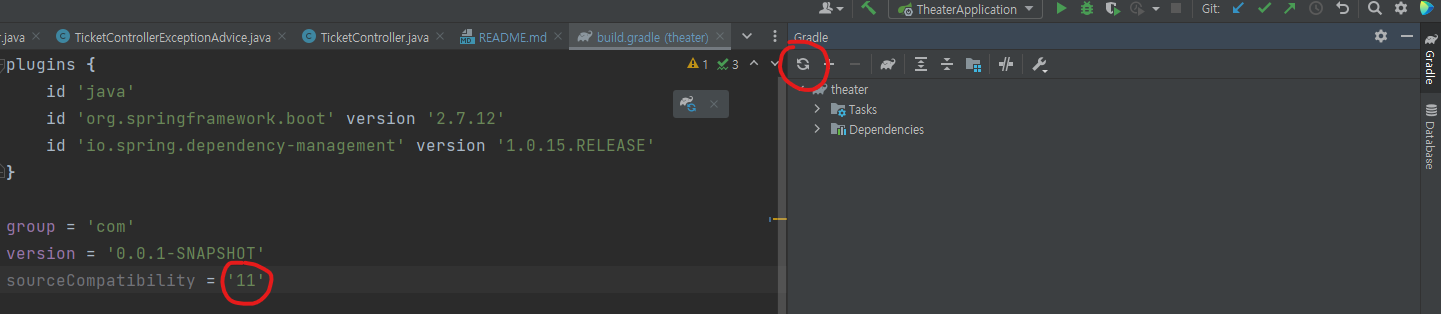 TheaterApplication
Git:
r.java
TicketControllerExceptionAdvice.java
TicketController.java
README.md
build.gradle (theater)
Gradle
plugins {
1
3
id 'java'
id 'org.springframework.boot' version '2.7.12'
id 'io.spring.dependency-management' version '1.0.15.RELEASE'
}
group = 'com'
version = '0.0.1-SNAPSHOT'
sourceCompatibility = '11'
theater
Tasks
Dependencies
Gradle
Database